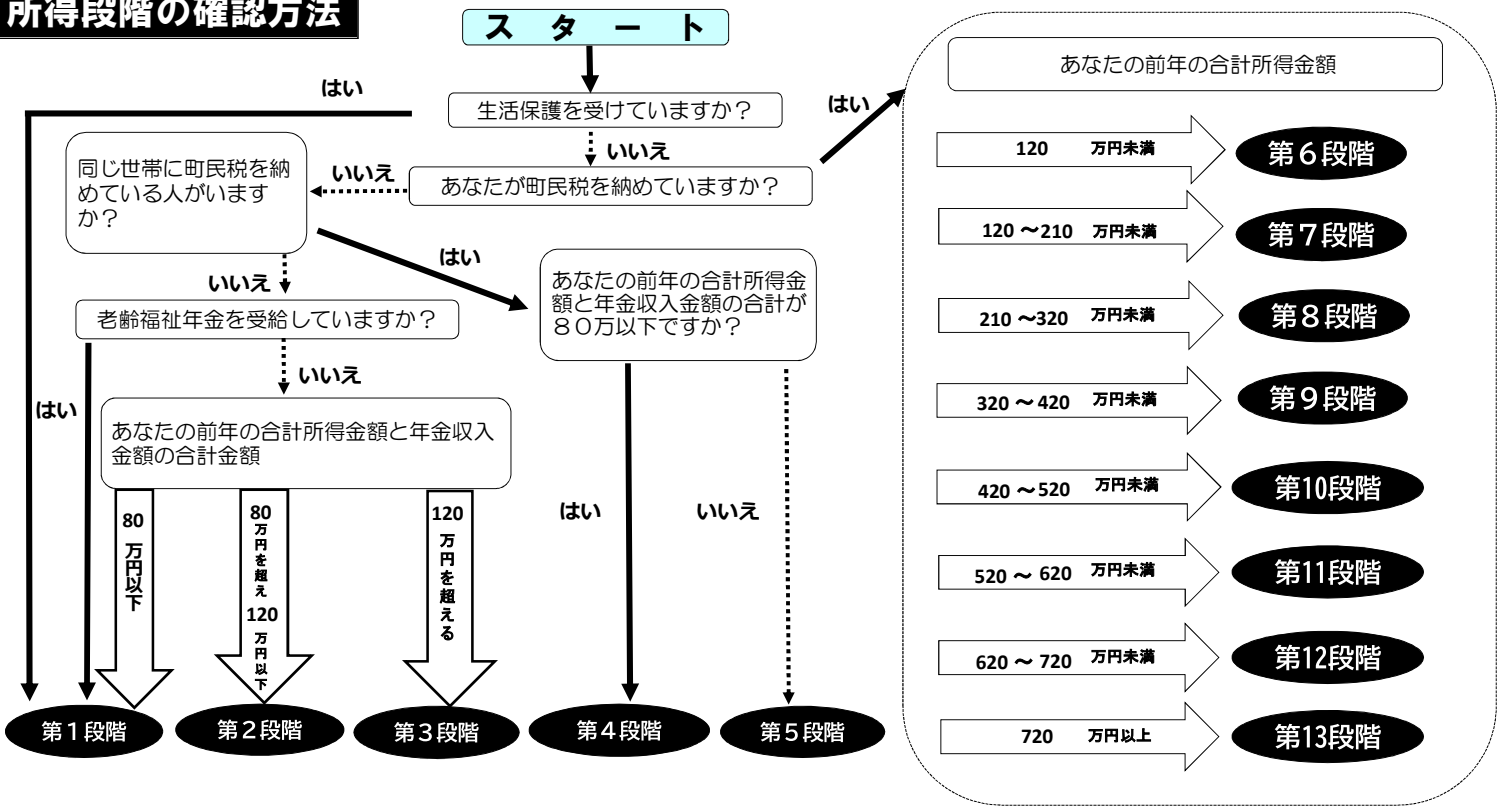 所得段階の確認方法
スタート
はい
生活保護を受けていますか？
いいえ
あなたが町民税を納めていますか？
はい
いいえ
同じ世帯に町民税を納
めている人がいます
か？
はい
いいえ
老齢福祉年金を受給していますか？
はい
いいえ
あなたの前年の合計所得金額と年金収入
金額の合計金額
80万円以下
80万円を超え120万円以下
120万円を超える
あなたの前年の合計所得金
額と年金収入金額の合計が
８０万以下ですか？
はい
いいえ
第１段階
第２段階
第３段階
第４段階
第５段階
あなたの前年の合計所得金額
120 万円未満
第６段階
120 ～210 万円未満
第７段階
210 ～320 万円未満
第８段階
320 ～ 420 万円未満
第９段階
420 ～ 520 万円未満
第10段階
520 ～ 620 万円未満
第11段階
620 ～ 720 万円未満
第12段階
720 万円以上
第13段階